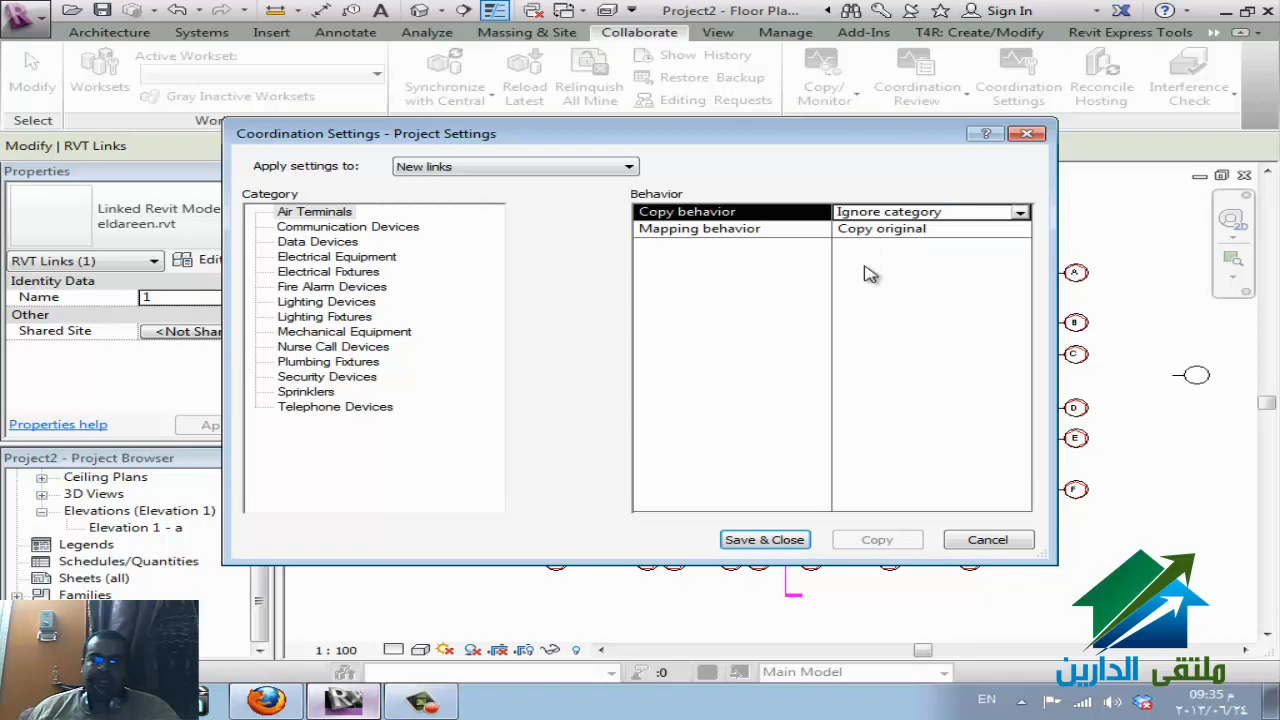 Project2 - Floor Pla...
Sign In
Architecture Systems Insert Annotate Analyze Massing & Site Collaborate View Manage Add-Ins T4R: Create/Modify Revit Express Tools
Modify
Worksets
Active Workset:
Gray Inactive Worksets
Synchronize with Central
Reload Latest
Relinquish All Mine
Show History
Restore Backup
Editing Requests
Copy/ Monitor
Coordination Review
Coordination Settings
Reconcile Hosting
Interference Check
Select
Wor
Modify | RVT Links
Properties
Linked Revit Mode
eldareen.rvt
RVT Links (1)
Edi
Identity Data
Name 1
Other
Shared Site <Not Shar
Properties help
Ap
Project2 - Project Browser
Ceiling Plans
3D Views
Elevations (Elevation 1)
Elevation 1 - a
Legends
Schedules/Quantities
Sheets (all)
Families
Coordination Settings - Project Settings
Apply settings to: New links
Category
Air Terminals
Communication Devices
Data Devices
Electrical Equipment
Electrical Fixtures
Fire Alarm Devices
Lighting Devices
Lighting Fixtures
Mechanical Equipment
Nurse Call Devices
Plumbing Fixtures
Security Devices
Sprinklers
Telephone Devices
Behavior
Copy behavior Ignore category
Mapping behavior Copy original
Save & Close Copy Cancel
A
B
C
D
E
F
2D
1 : 100
:0
Main Model
ملتقى الدارين
EN
09:35 م
٢٠١٣/٠٦/٢٤